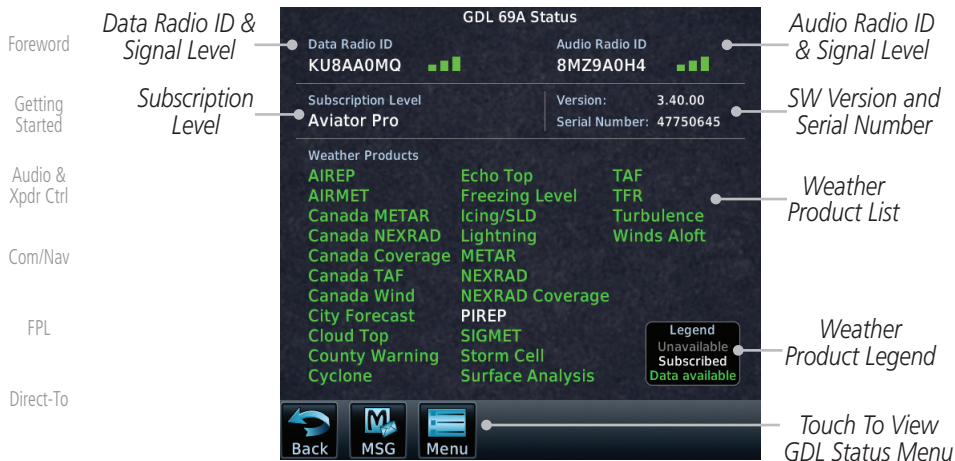 Foreword
Getting
Started
Audio &
Xpdr Ctrl
Com/Nav
FPL
Direct-To
Data Radio ID &
Signal Level
Subscription
Level
GDL 69A Status
Data Radio ID
KU8AA0MQ
Audio Radio ID
8MZ9A0H4
Subscription Level
Aviator Pro
Version: 3.40.00
Serial Number: 47750645
Weather Products
AIREP
AIRMET
Canada METAR
Canada NEXRAD
Canada Coverage
Canada TAF
Canada Wind
City Forecast
Cloud Top
County Warning
Cyclone
Echo Top
Freezing Level
Icing/SLD
Lightning
METAR
NEXRAD
NEXRAD Coverage
PIREP
SIGMET
Storm Cell
Surface Analysis
TAF
TFR
Turbulence
Winds Aloft
Legend
Unavailable
Subscribed
Data available
Back
MSG
Menu
Audio Radio ID
& Signal Level
SW Version and
Serial Number
Weather
Product List
Weather
Product Legend
Touch To View
GDL Status Menu